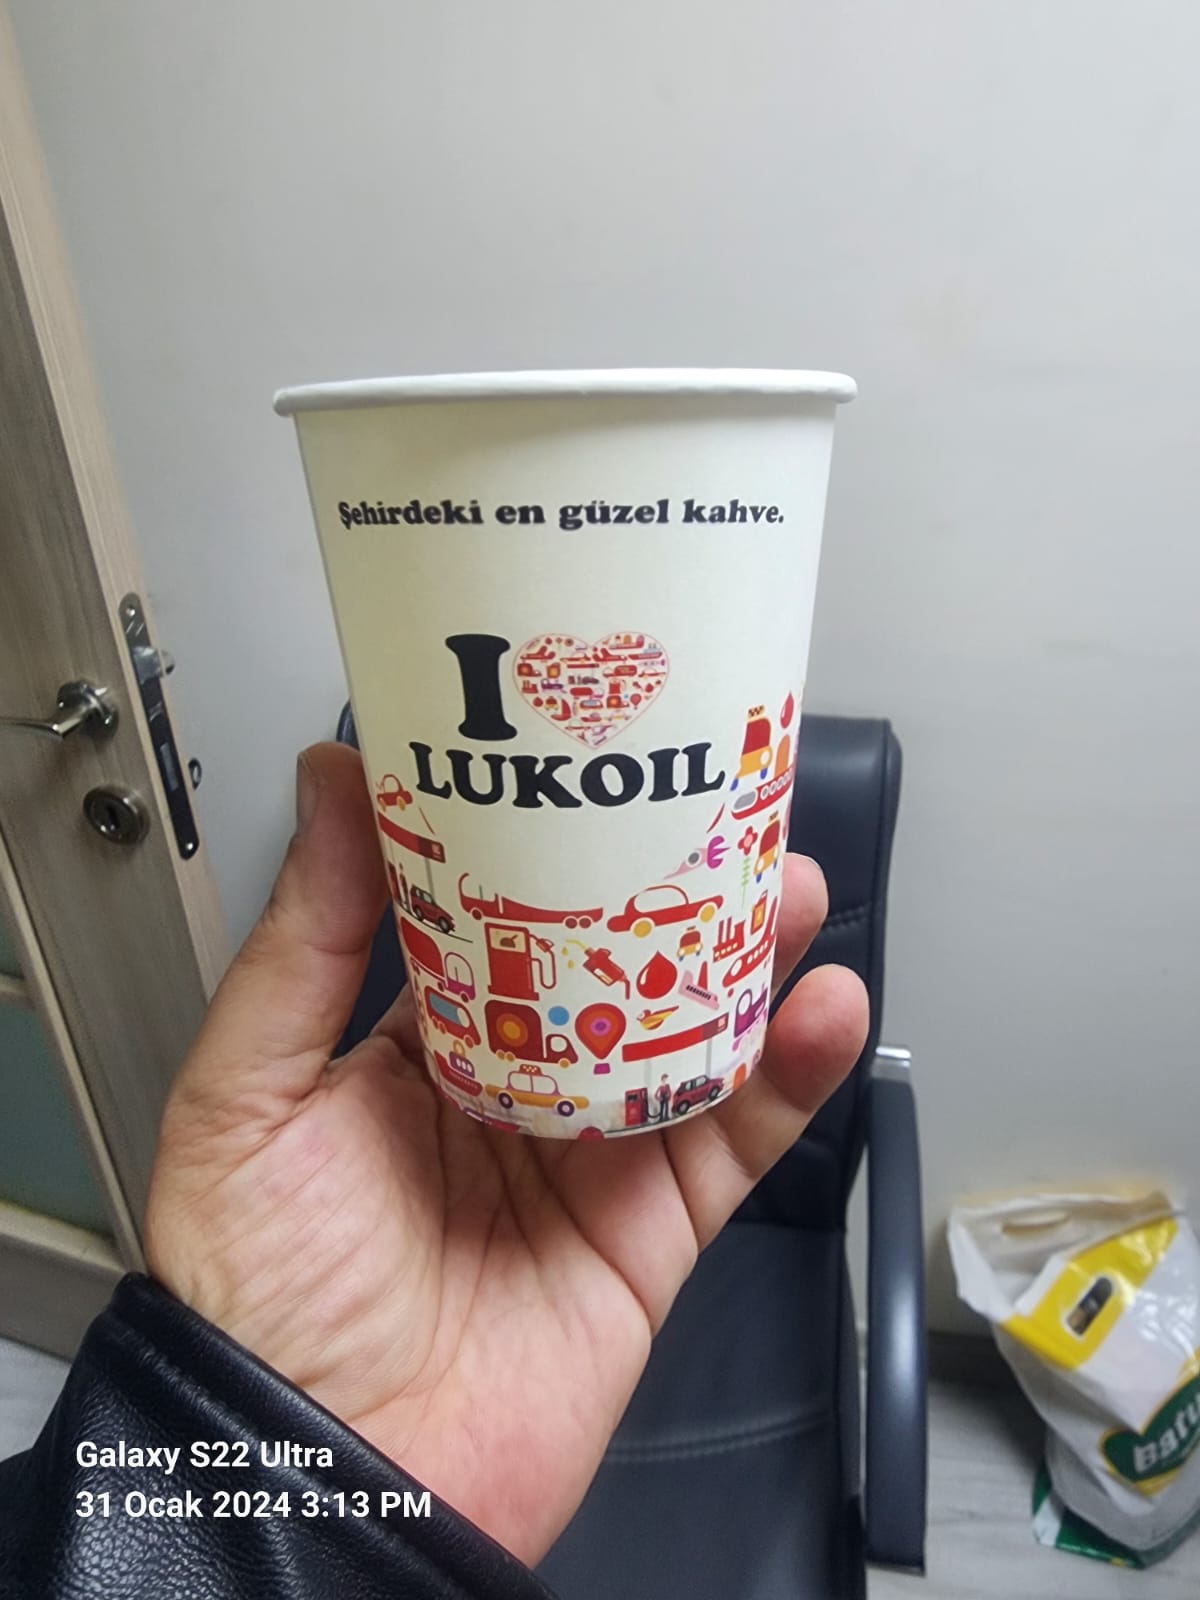 Şehirdeki en güzel kahve.
I
LUKOIL
Galaxy S22 Ultra
31 Ocak 2024 3:13 PM